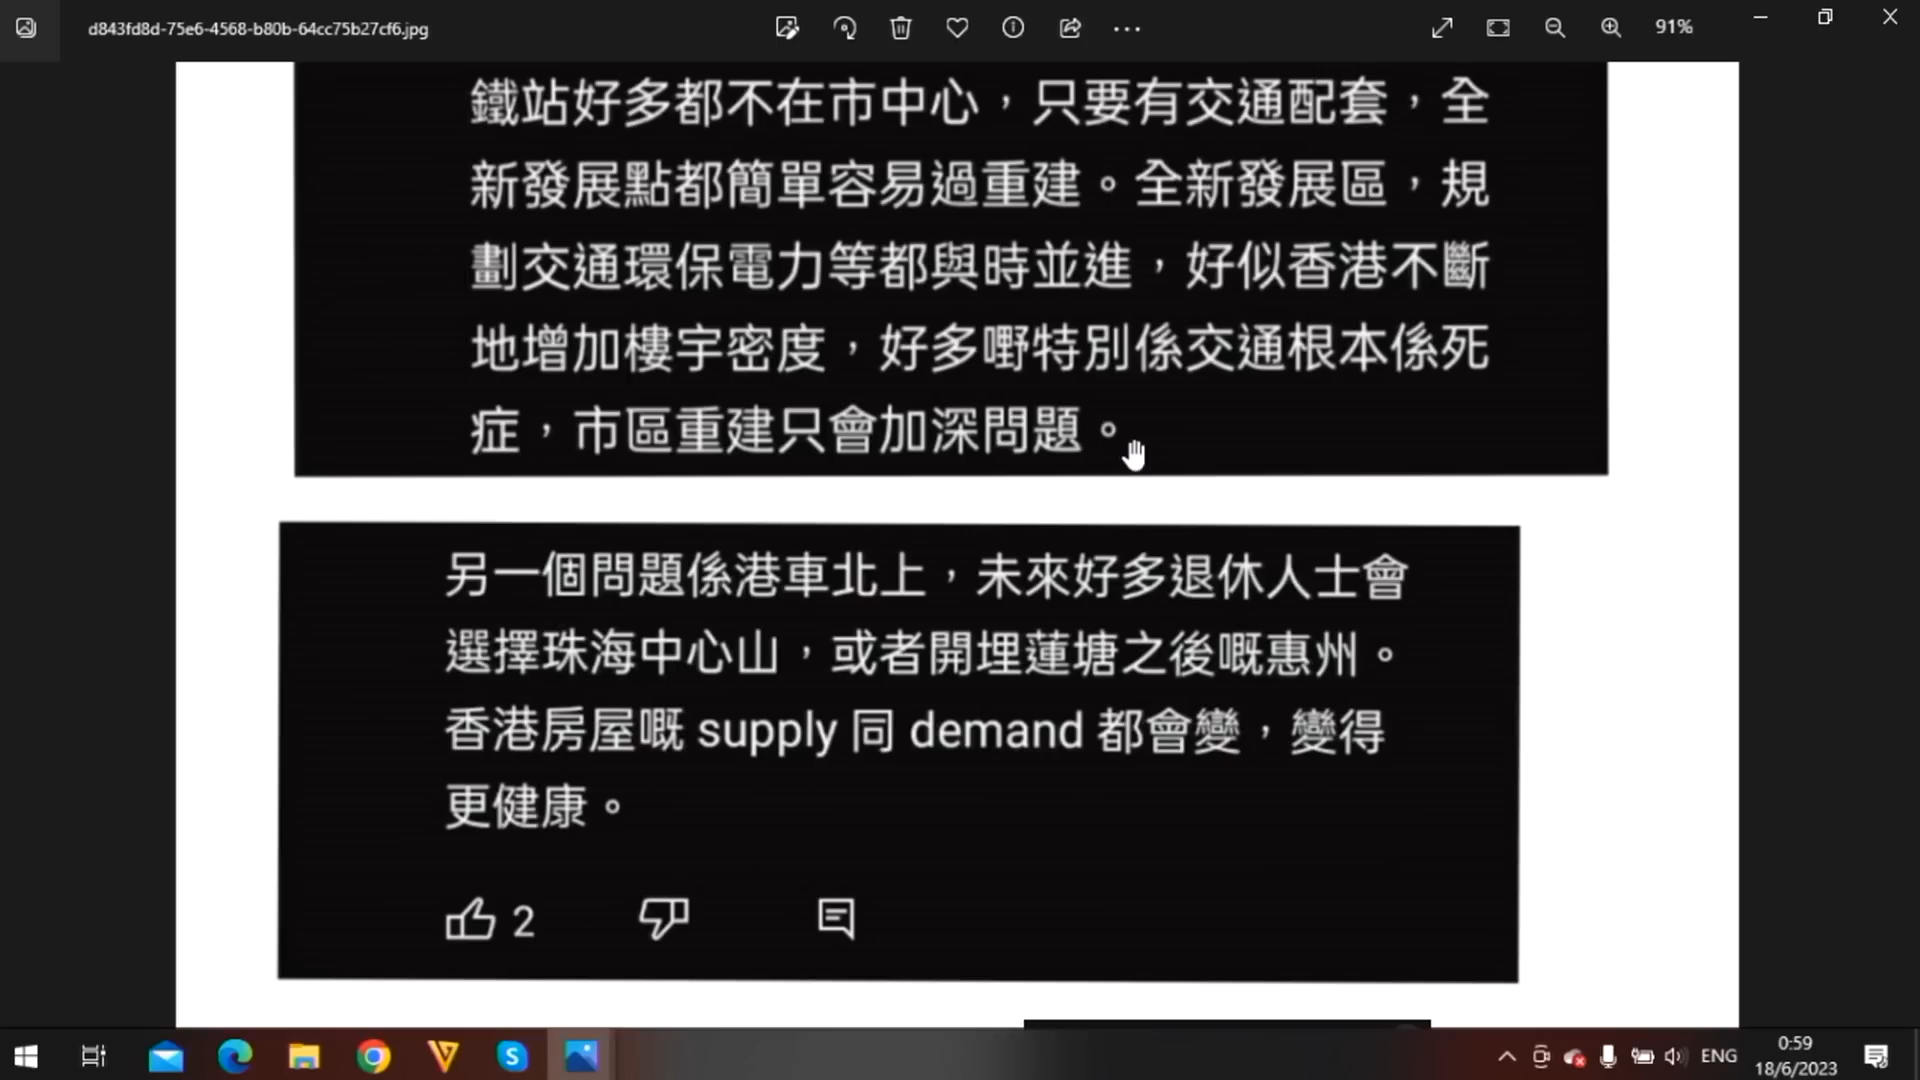 d843fd8d-75e6-4568-b80b-64cc75b27cf6.jpg
91%
鐵站好多都不在市中心，只要有交通配套，全
新發展點都簡單容易過重建。全新發展區，規
劃交通環保電力等都與時並進，好似香港不斷
地增加樓宇密度，好多嘢特別係交通根本係死
症，市區重建只會加深問題。
另一個問題係港車北上，未來好多退休人士會
選擇珠海中心山，或者開埋蓮塘之後嘅惠州。
香港房屋嘅 supply 同 demand 都會變，變得
更健康。
2
ENG
0:59
18/6/2023